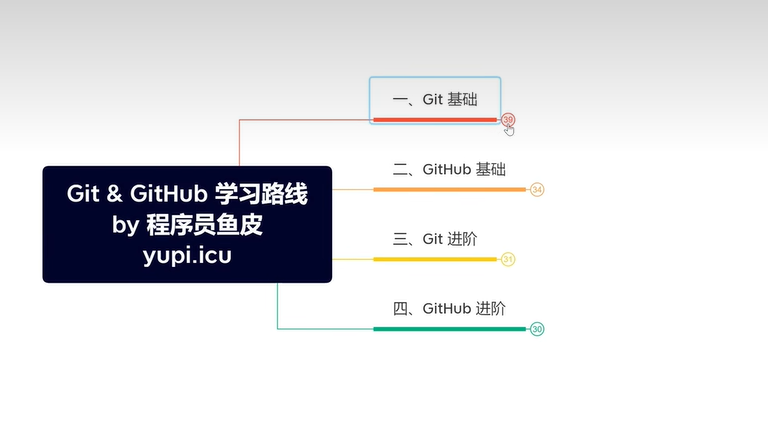 一、Git 基础
39
二、GitHub 基础
34
Git & GitHub 学习路线
by 程序员鱼皮
yupi.icu
三、Git 进阶
31
四、GitHub 进阶
30